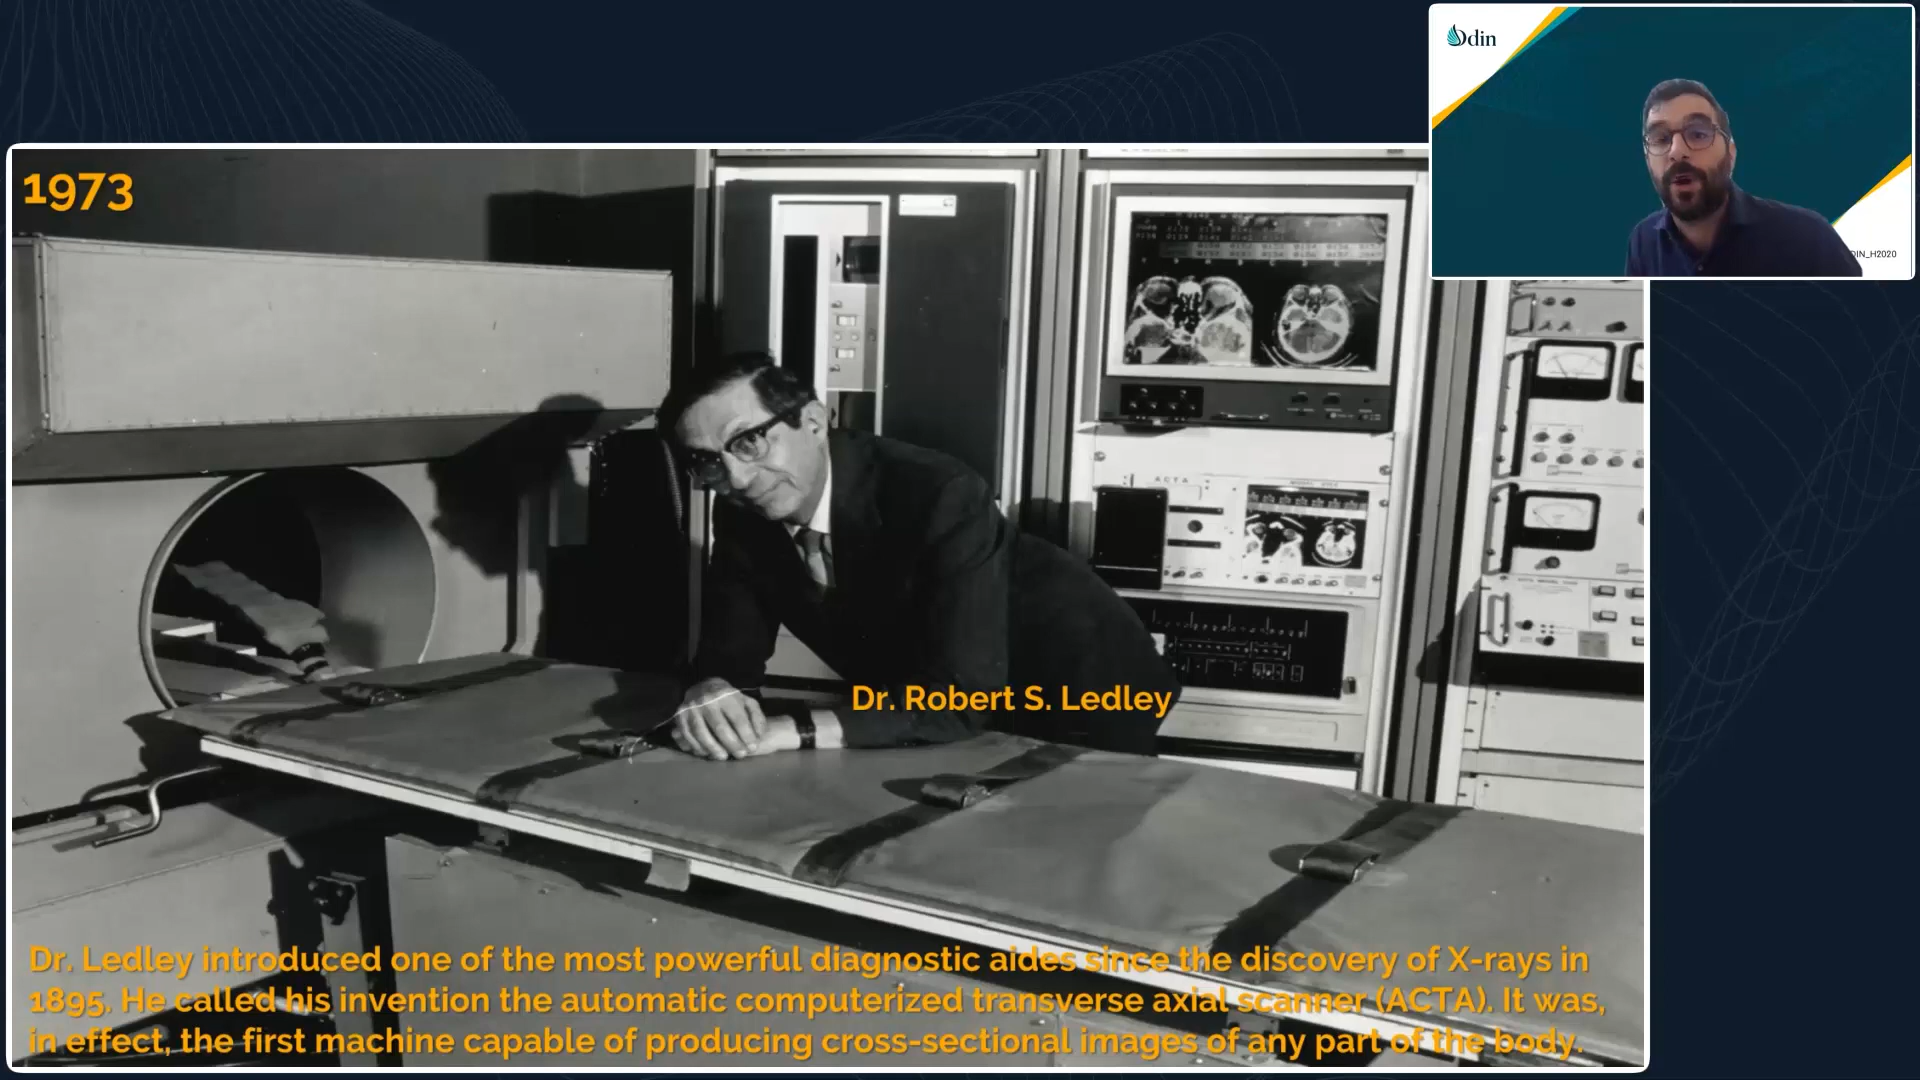 Odin
DIN_H2020
1973
ACTA
Dr. Robert S. Ledley
Dr. Ledley introduced one of the most powerful diagnostic aides since the discovery of X-rays in
1895. He called his invention the automatic computerized transverse axial scanner (ACTA). It was,
in effect, the first machine capable of producing cross-sectional images of any part of the body.